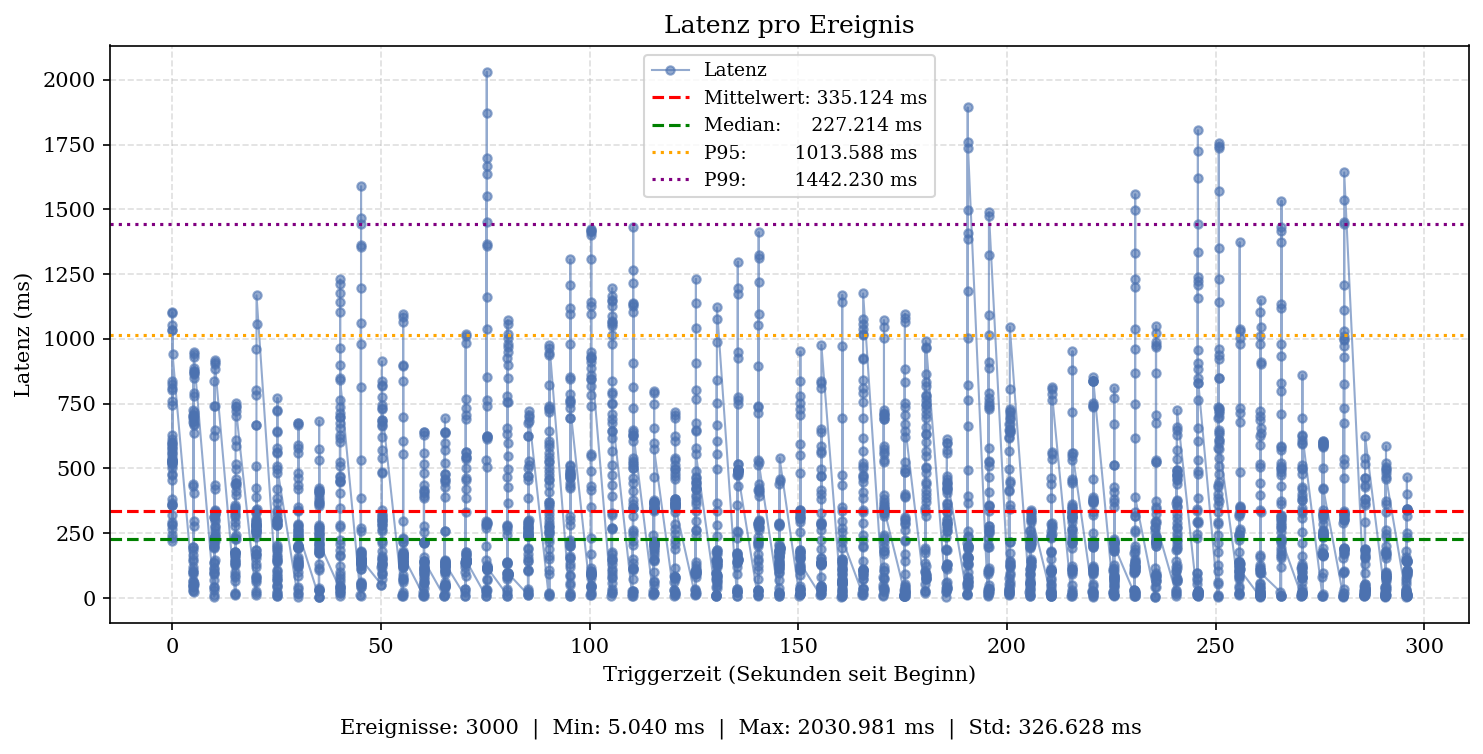 Latenz pro Ereignis
Latenz (ms)
2000
1750
1500
1250
1000
750
500
250
0
Latenz
Mittelwert: 335.124 ms
Median: 227.214 ms
P95: 1013.588 ms
P99: 1442.230 ms
0 50 100 150 200 250 300
Triggerzeit (Sekunden seit Beginn)
Ereignisse: 3000 | Min: 5.040 ms | Max: 2030.981 ms | Std: 326.628 ms